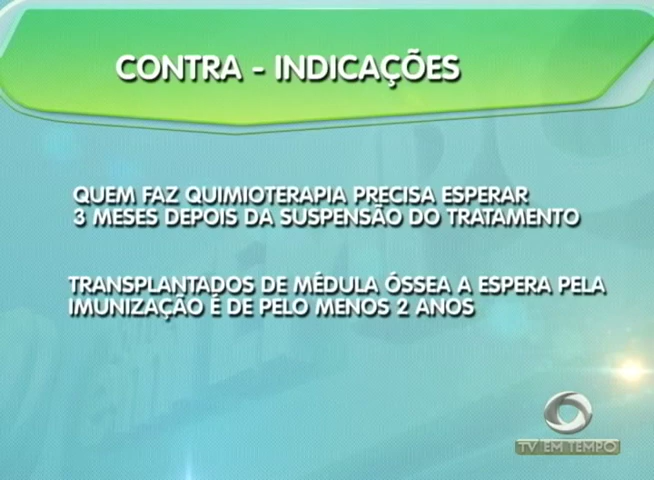 CONTRA - INDICAÇÕES
QUEM FAZ QUIMIOTERAPIA PRECISA ESPERAR
3 MESES DEPOIS DA SUSPENSÃO DO TRATAMENTO
TRANSPLANTADOS DE MÉDULA ÓSSEA A ESPERA PELA
IMUNIZAÇÃO É DE PELO MENOS 2 ANOS
TV EM TEMPO